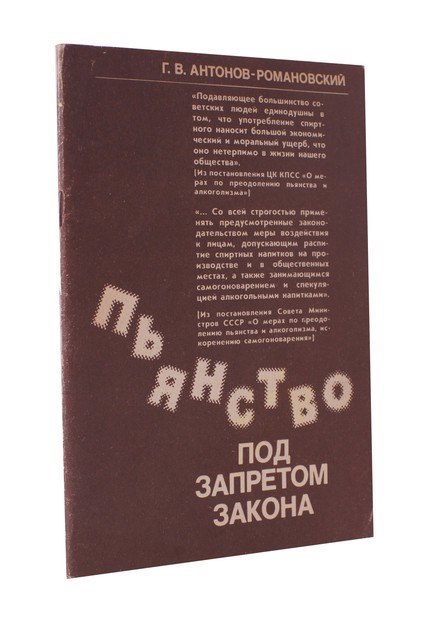 Г. В. АНТОНОВ-РОМАНОВСКИЙ
«Подавляющее большинство со-
ветских людей единодушны в
том, что употребление спирт-
ного наносит большой экономи-
ческий и моральный ущерб, что
оно нетерпимо в жизни нашего
общества».
[Из постановления ЦК КПСС «О ме-
рах по преодолению пьянства и
алкоголизма»]
«... Со всей строгостью приме-
нять предусмотренные законо-
дательством меры воздействия
к лицам, допускающим распи-
тие спиртных напитков на про-
изводстве и в общественных
местах, а также занимающимся
самогоноварением и спекуля-
цией алкогольными напитками».
[Из постановления Совета Мини-
стров СССР «О мерах по преодо-
лению пьянства и алкоголизма, ис-
коренению самогоноварения»]
ПЬЯНСТВО
ПОД
ЗАПРЕТОМ
ЗАКОНА